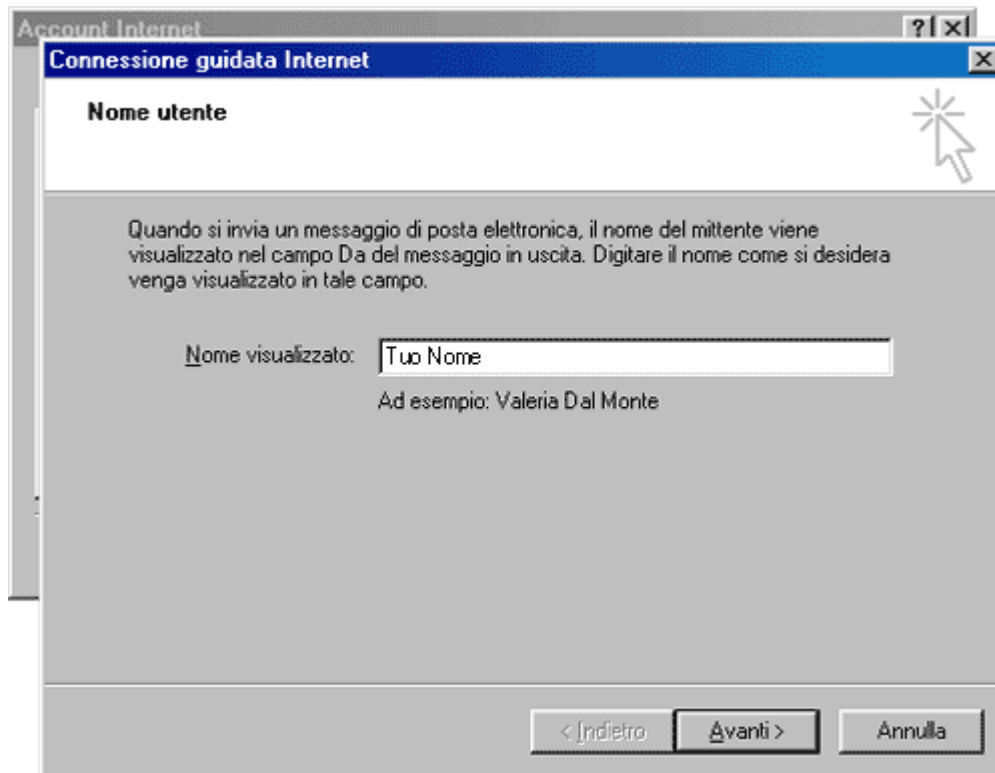 Account Internet
Connessione guidata Internet
Nome utente
Quando si invia un messaggio di posta elettronica, il nome del mittente viene
visualizzato nel campo Da del messaggio in uscita. Digitare il nome come si desidera
venga visualizzato in tale campo.
Nome visualizzato: Tuo Nome
Ad esempio: Valeria Dal Monte
< Indietro Avanti > Annulla